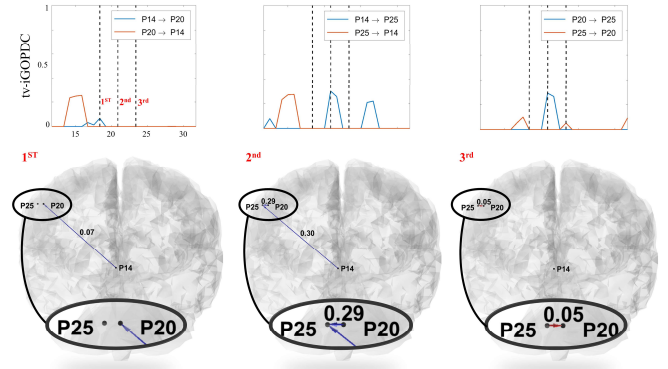 P14 → P20
P20 → P14
P14 → P25
P25 → P14
P20 → P25
P25 → P20
tv-iGOPDC
1
0.5
0
1ST 2nd 3rd
15 20 25 30
1ST
2nd
3rd
P25 P20
0.07
P14
P25 P20
0.29
P25 P20
0.30
P14
0.29
P25 P20
0.05
P25 P20
P14
0.05
P25 P20